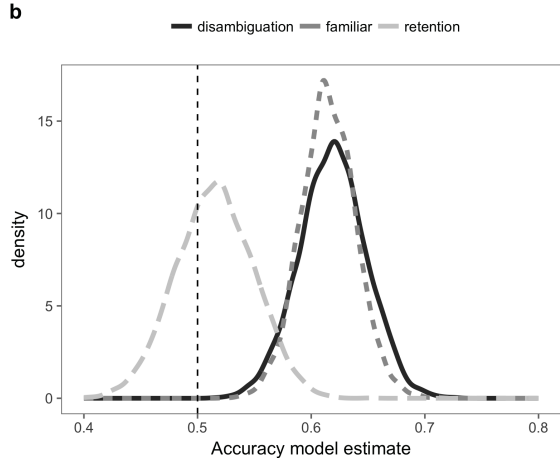 b
disambiguation familiar retention
15
10
5
0
density
0.4 0.5 0.6 0.7 0.8
Accuracy model estimate